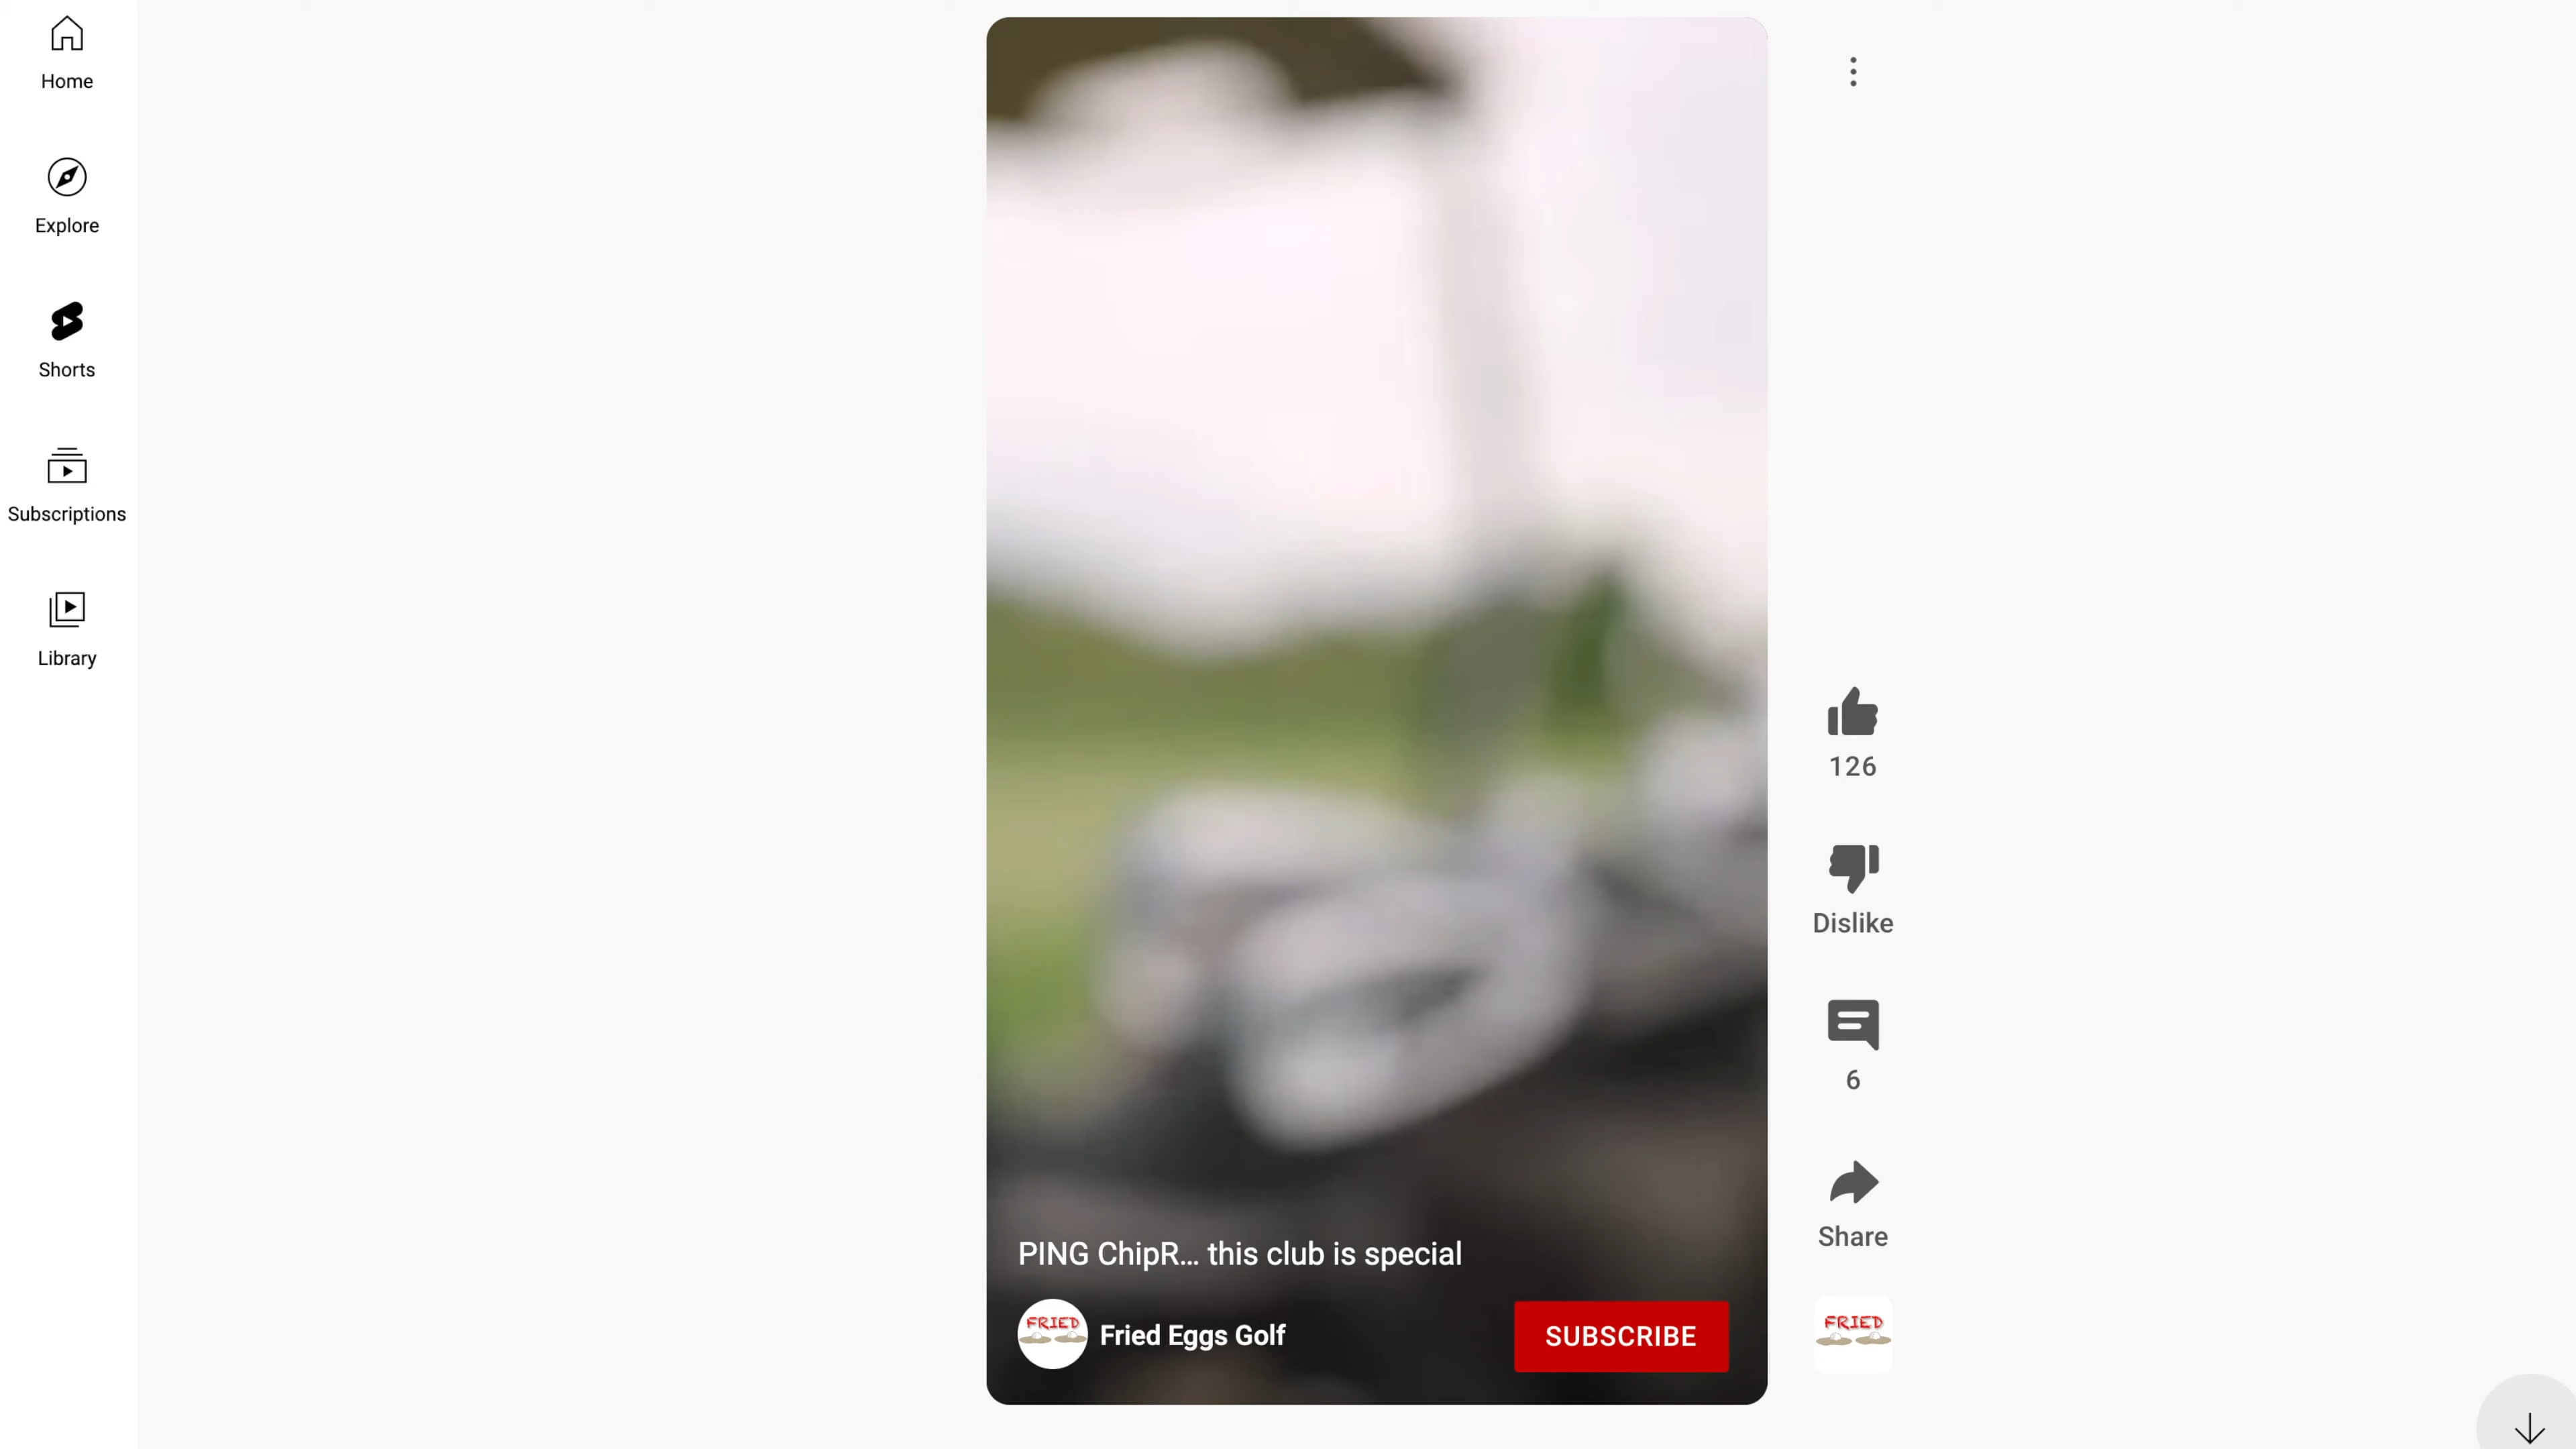 Home
Explore
Shorts
Subscriptions
Library
126
Dislike
6
Share
PING ChipR... this club is special
FRIED
Fried Eggs Golf
SUBSCRIBE
FRIED